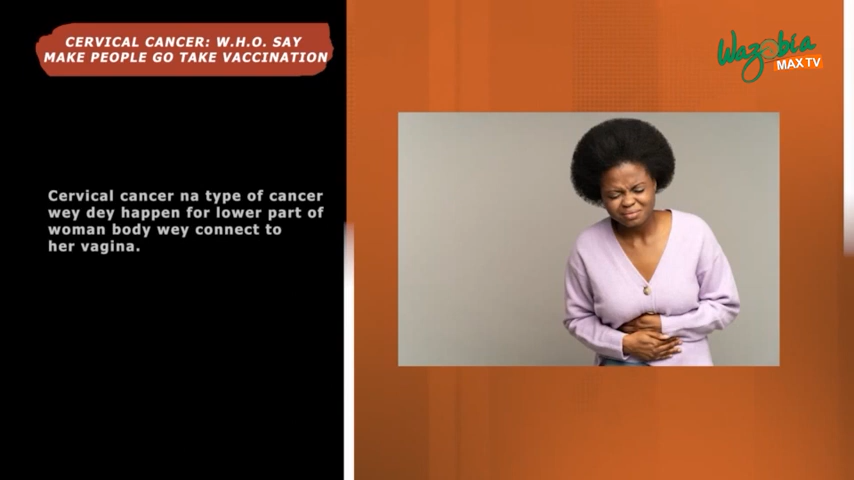 CERVICAL CANCER: W.H.O. SAY
MAKE PEOPLE GO TAKE VACCINATION
Wazobia
MAX TV
Cervical cancer na type of cancer
wey dey happen for lower part of
woman body wey connect to
her vagina.